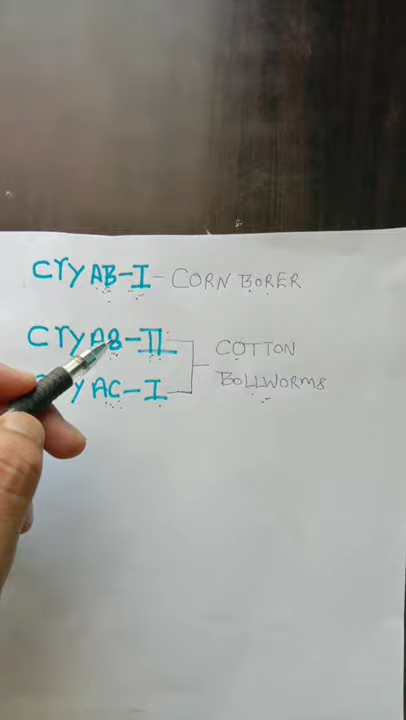 CrY AB-I - CORN BORER
CrY AB-II
COTTON
BOLLWORMS
Y AC-I